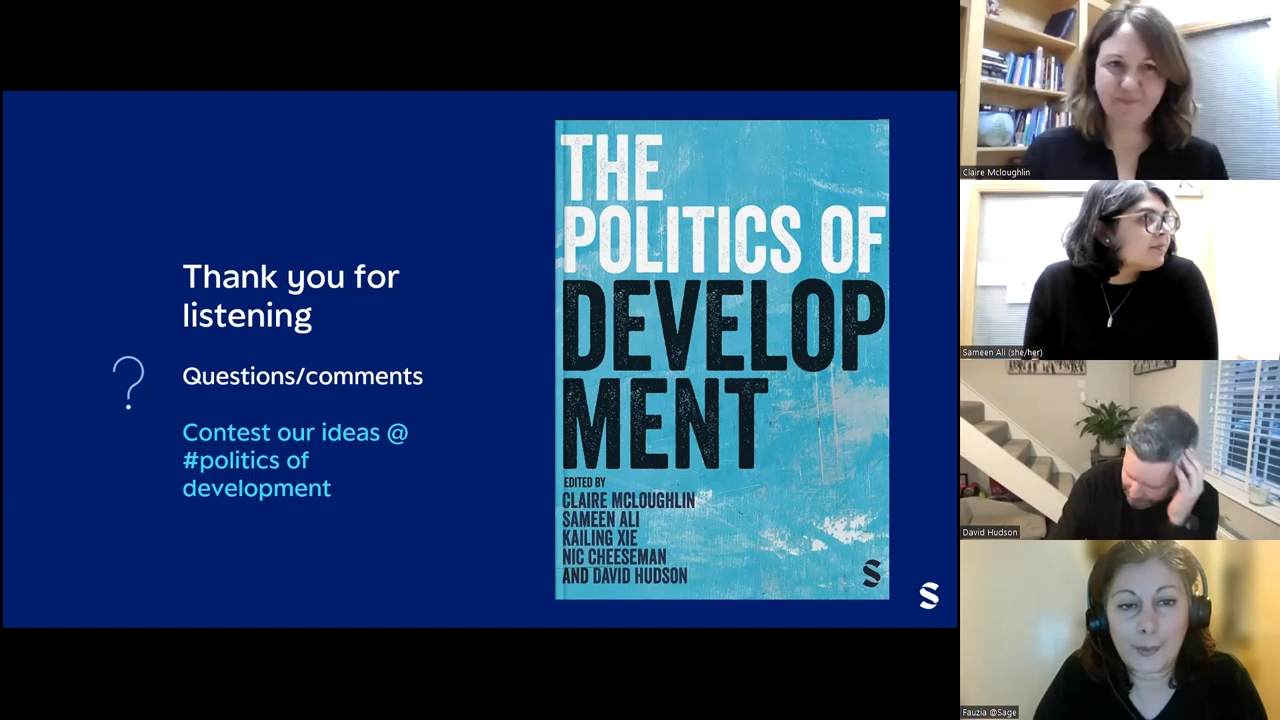 Thank you for
listening
?
Questions/comments
Contest our ideas @
#politics of
development
THE
POLITICS OF
DEVELOP
MENT
EDITED BY
CLAIRE MCLOUGHLIN
SAMEEN ALI
KAILING XIE
NIC CHEESEMAN
AND DAVID HUDSON
S
S
Claire Mcloughlin
Sameen Ali (she/her)
David Hudson
Fauzia @Sage